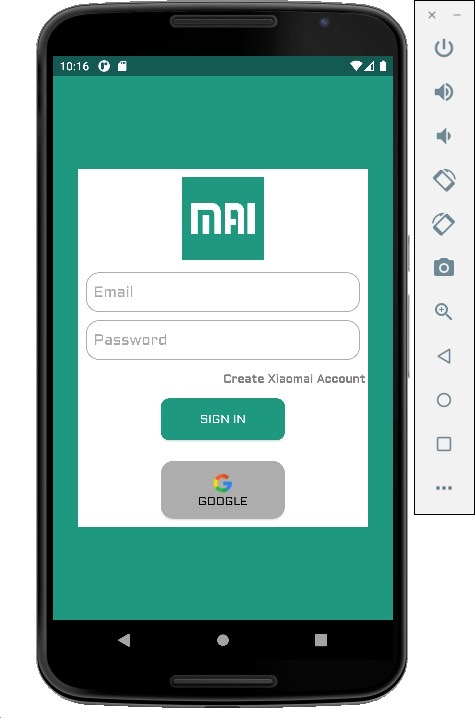 10:16
MAI
Email
Password
Create Xiaomai Account
SIGN IN
GOOGLE